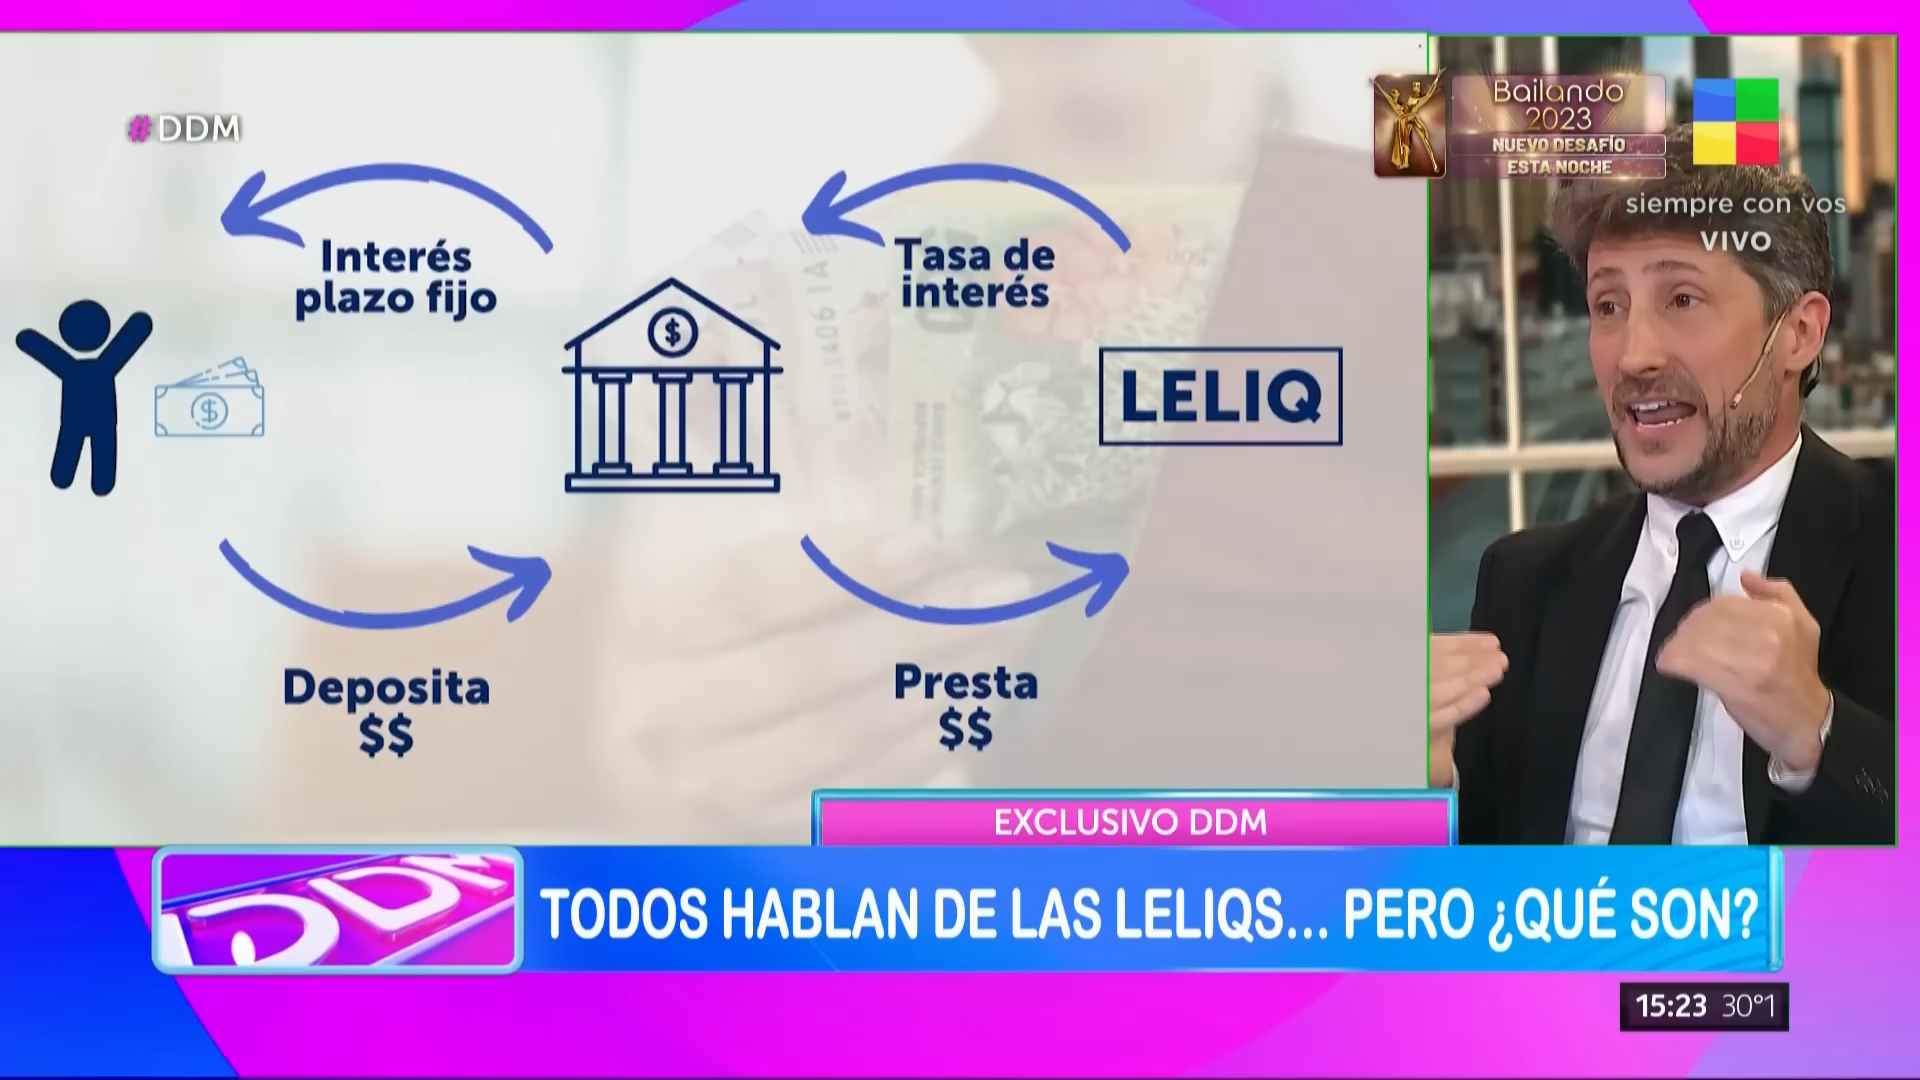 #DDM
Bailando
2023
NUEVO DESAFÍO
ESTA NOCHE
siempre con vos
VIVO
Interés
plazo fijo
Tasa de
interés
$
$
LELIQ
Deposita
$$
Presta
$$
EXCLUSIVO DDM
DDM
TODOS HABLAN DE LAS LELIQS... PERO ¿QUÉ SON?
15:23 30°1